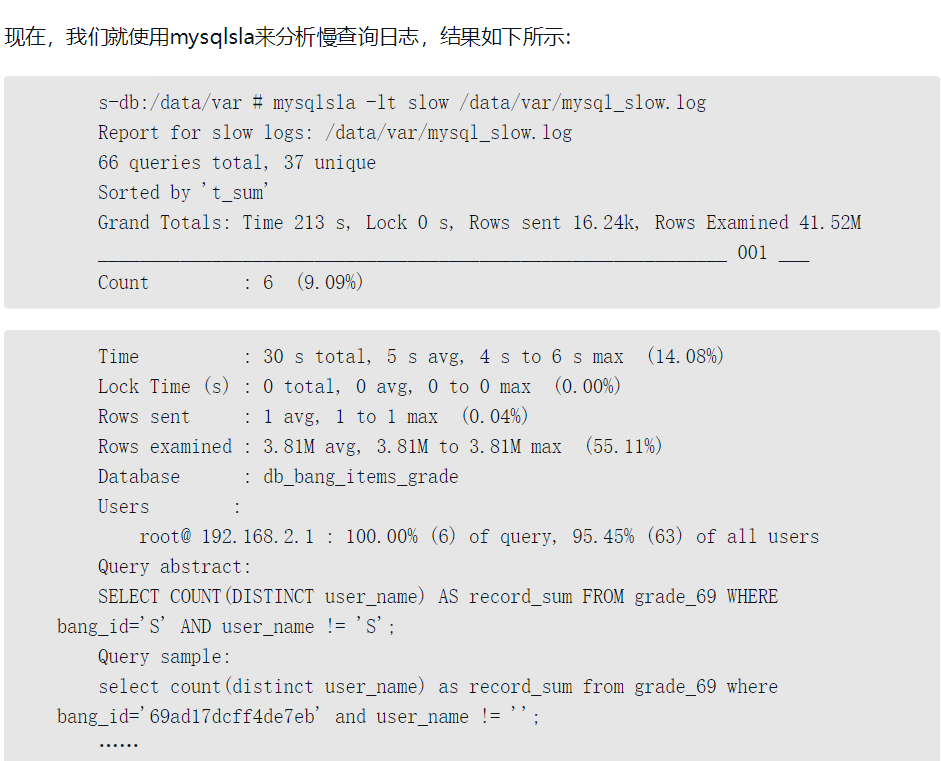 现在，我们就使用mysqlsla来分析慢查询日志，结果如下所示：
s-db:/data/var # mysqlsla -lt slow /data/var/mysql_slow.log
Report for slow logs: /data/var/mysql_slow.log
66 queries total, 37 unique
Sorted by 't_sum'
Grand Totals: Time 213 s, Lock 0 s, Rows sent 16.24k, Rows Examined 41.52M
_____________________________________________________________ 001 ___
Count         : 6  (9.09%)
Time          : 30 s total, 5 s avg, 4 s to 6 s max  (14.08%)
Lock Time (s) : 0 total, 0 avg, 0 to 0 max  (0.00%)
Rows sent     : 1 avg, 1 to 1 max  (0.04%)
Rows examined : 3.81M avg, 3.81M to 3.81M max  (55.11%)
Database      : db_bang_items_grade
Users        :
root@ 192.168.2.1 : 100.00% (6) of query, 95.45% (63) of all users
Query abstract:
SELECT COUNT(DISTINCT user_name) AS record_sum FROM grade_69 WHERE
bang_id='S' AND user_name != 'S';
Query sample:
select count(distinct user_name) as record_sum from grade_69 where
bang_id='69ad17dcff4de7eb' and user_name != '';
……